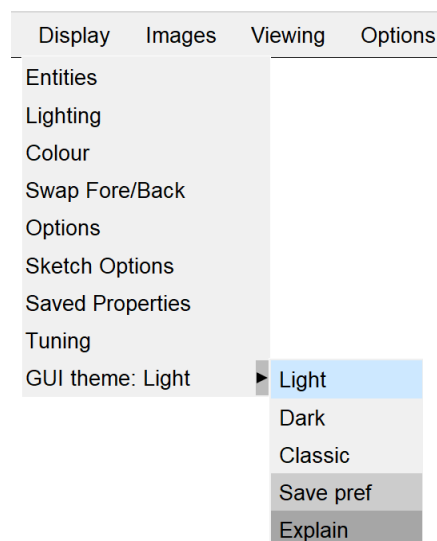 Display Images Viewing Options
Entities
Lighting
Colour
Swap Fore/Back
Options
Sketch Options
Saved Properties
Tuning
GUI theme: Light ▸ Light
Dark
Classic
Save pref
Explain